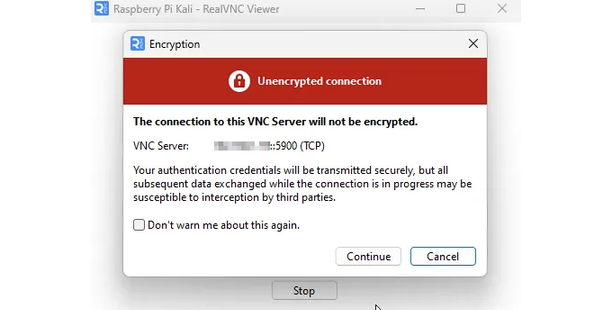 Raspberry Pi Kali - RealVNC Viewer
Encryption
Unencrypted connection
The connection to this VNC Server will not be encrypted.
VNC Server: ::5900 (TCP)
Your authentication credentials will be transmitted securely, but all
subsequent data exchanged while the connection is in progress may be
susceptible to interception by third parties.
Don't warn me about this again.
Continue Cancel
Stop